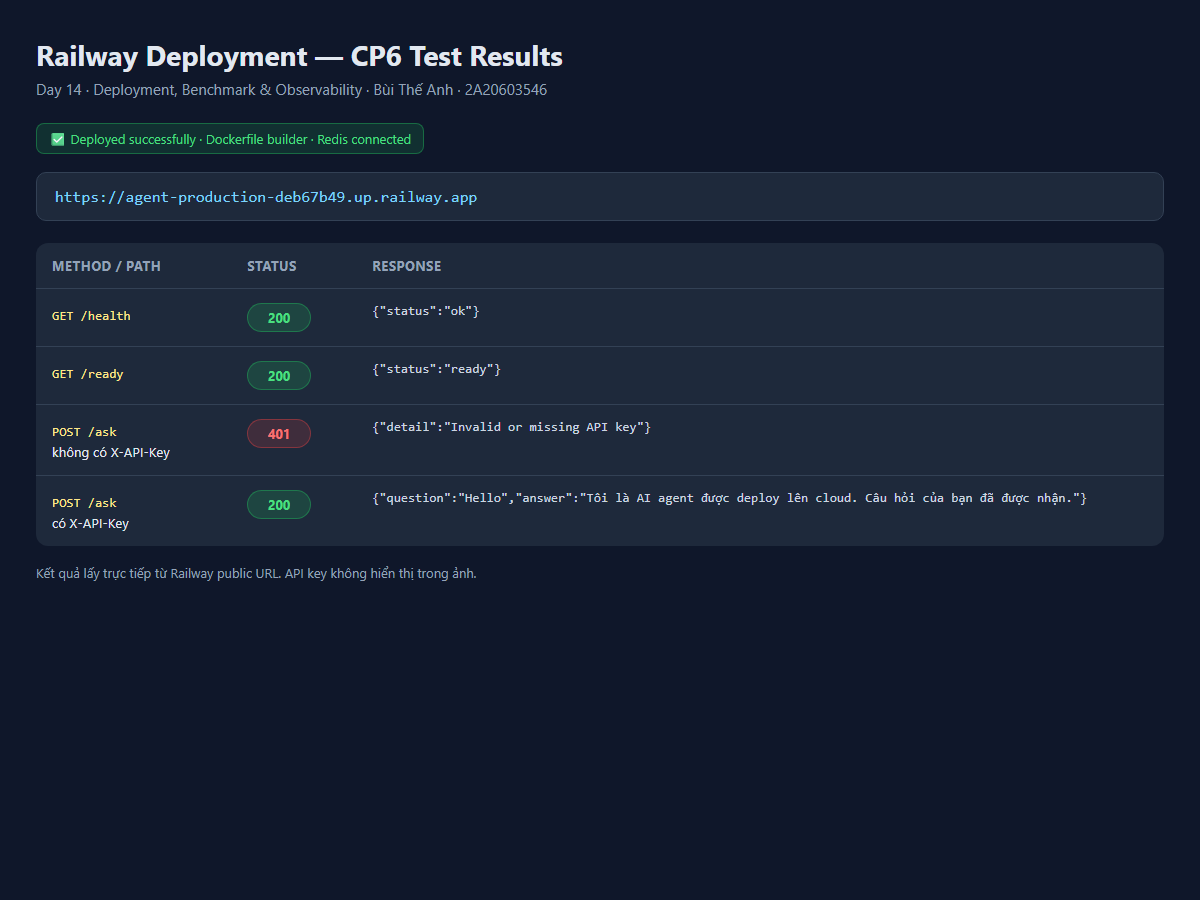 Railway Deployment — CP6 Test Results
Day 14 · Deployment, Benchmark & Observability · Bùi Thế Anh · 2A20603546
✅ Deployed successfully · Dockerfile builder · Redis connected
https://agent-production-deb67b49.up.railway.app
METHOD / PATH STATUS RESPONSE
GET /health 200 {"status":"ok"}
GET /ready 200 {"status":"ready"}
POST /ask 401 {"detail":"Invalid or missing API key"}
không có X-API-Key
POST /ask 200 {"question":"Hello","answer":"Tôi là AI agent được deploy lên cloud. Câu hỏi của bạn đã được nhận."}
có X-API-Key
Kết quả lấy trực tiếp từ Railway public URL. API key không hiển thị trong ảnh.